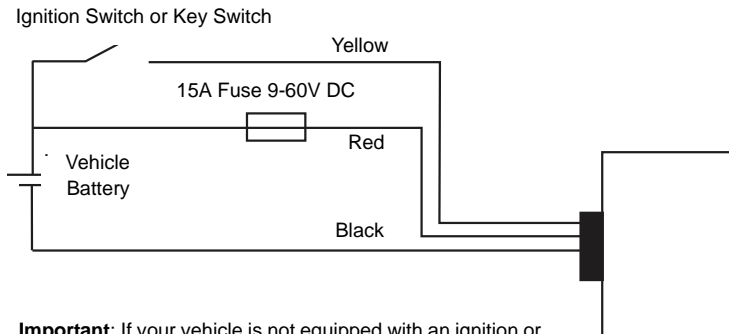 Ignition Switch or Key Switch
Yellow
15A Fuse 9-60V DC
Red
Vehicle
Battery
Black
Important: If your vehicle is not equipped with an ignition or